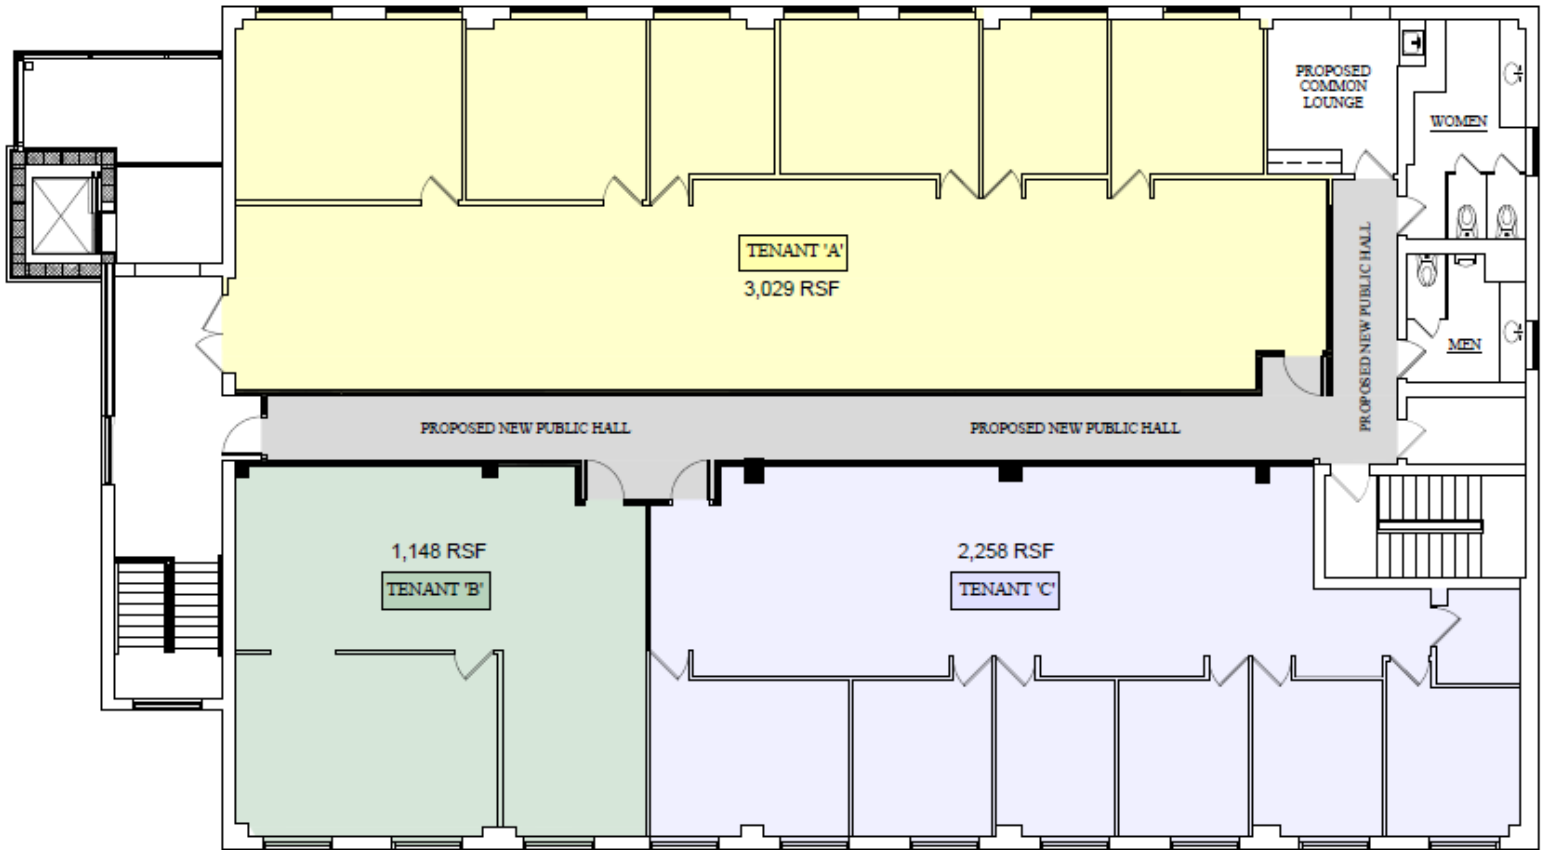 PROPOSED
COMMON
LOUNGE
WOMEN
TENANT 'A'
3,029 RSF
PROPOSED NEW PUBLIC HALL
MEN
PROPOSED NEW PUBLIC HALL
PROPOSED NEW PUBLIC HALL
1,148 RSF
TENANT 'B'
2,258 RSF
TENANT 'C'